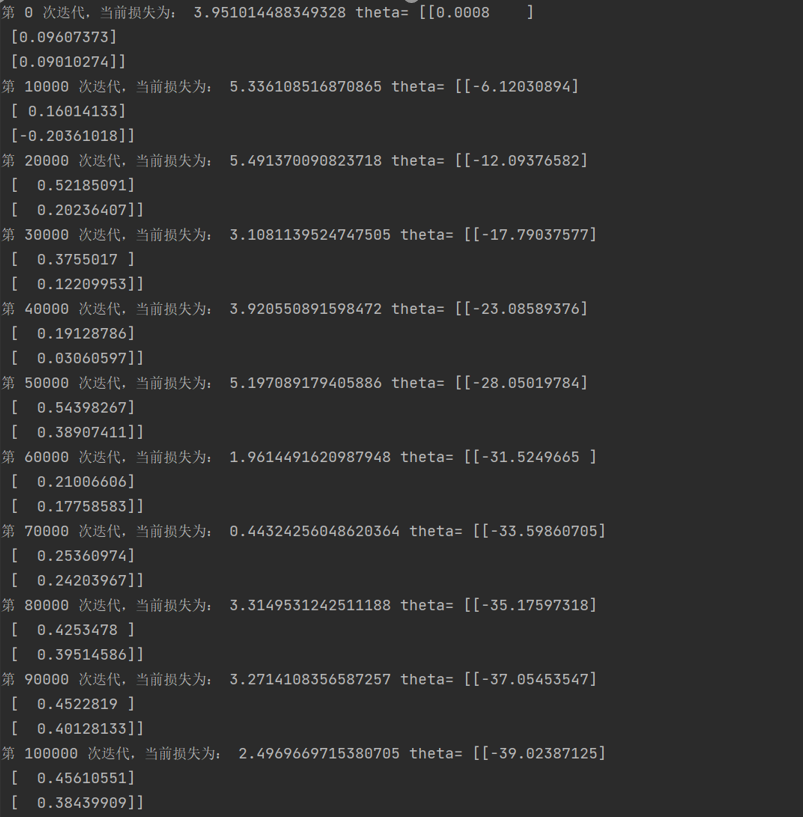 第 0 次迭代，当前损失为： 3.951014488349328 theta= [[0.0008    ]
 [0.09607373]
 [0.09010274]]
第 10000 次迭代，当前损失为： 5.336108516870865 theta= [[-6.12030894]
 [ 0.16014133]
 [-0.20361018]]
第 20000 次迭代，当前损失为： 5.491370090823718 theta= [[-12.09376582]
 [  0.52185091]
 [  0.20236407]]
第 30000 次迭代，当前损失为： 3.1081139524747505 theta= [[-17.79037577]
 [  0.3755017 ]
 [  0.12209953]]
第 40000 次迭代，当前损失为： 3.920550891598472 theta= [[-23.08589376]
 [  0.19128786]
 [  0.03060597]]
第 50000 次迭代，当前损失为： 5.197089179405886 theta= [[-28.05019784]
 [  0.54398267]
 [  0.38907411]]
第 60000 次迭代，当前损失为： 1.9614491620987948 theta= [[-31.5249665 ]
 [  0.21006606]
 [  0.17758583]]
第 70000 次迭代，当前损失为： 0.44324256048620364 theta= [[-33.59860705]
 [  0.25360974]
 [  0.24203967]]
第 80000 次迭代，当前损失为： 3.3149531242511188 theta= [[-35.17597318]
 [  0.4253478 ]
 [  0.39514586]]
第 90000 次迭代，当前损失为： 3.2714108356587257 theta= [[-37.05453547]
 [  0.4522819 ]
 [  0.40128133]]
第 100000 次迭代，当前损失为： 2.4969669715380705 theta= [[-39.02387125]
 [  0.45610551]
 [  0.38439909]]